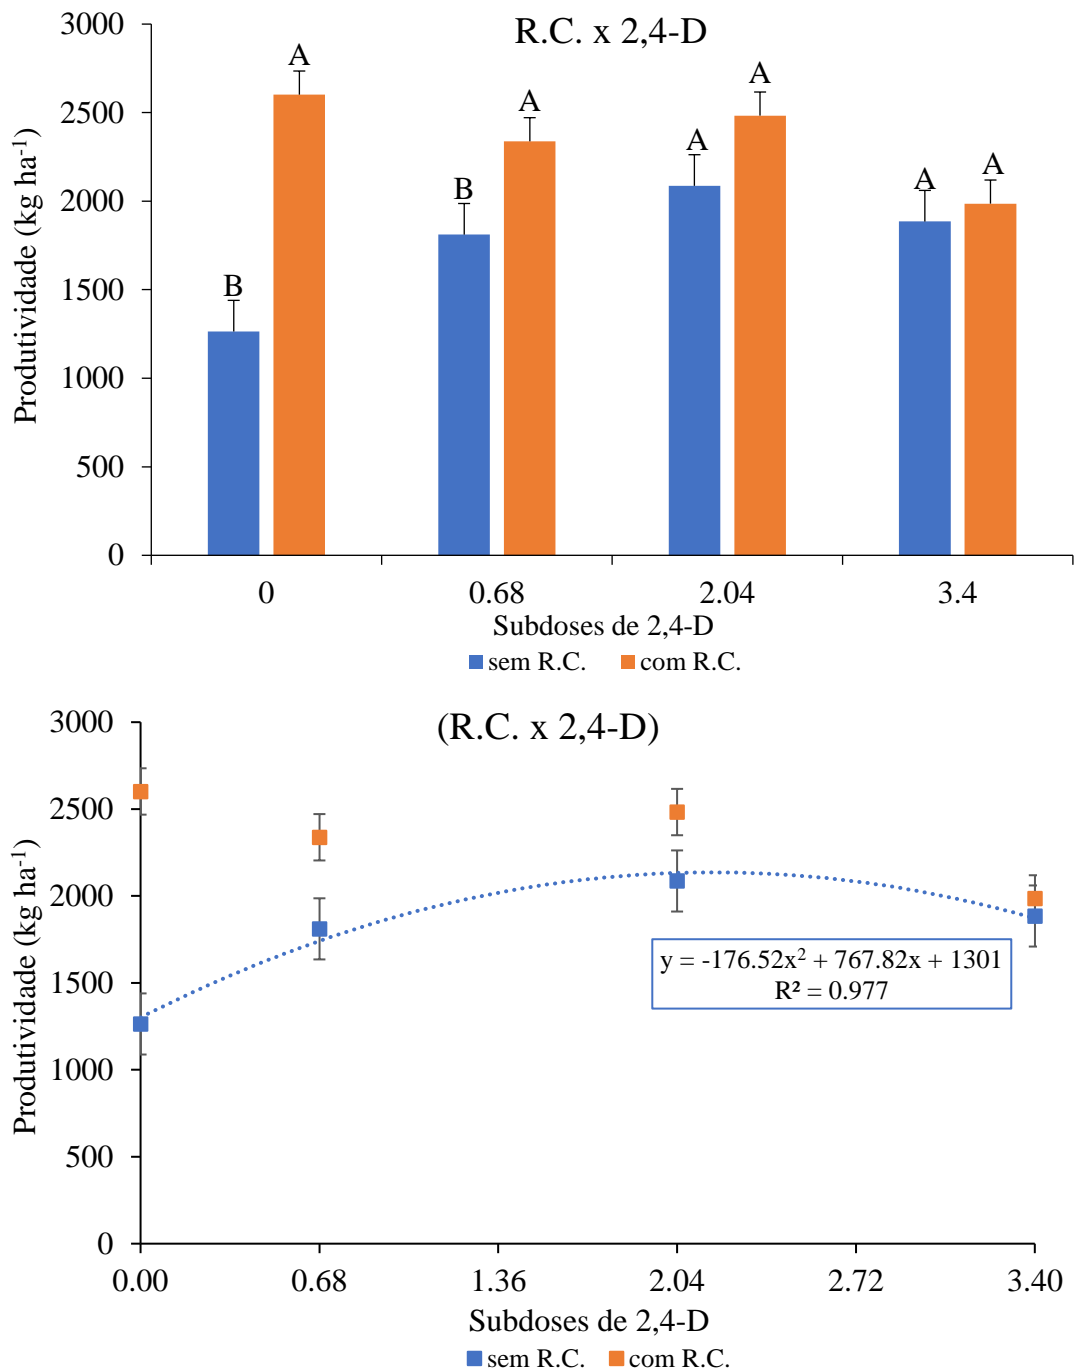 R.C. x 2,4-D
Produtividade (kg ha⁻¹)
3000
2500
2000
1500
1000
500
0
B
A
B
A
A
A
A
A
0 0.68 2.04 3.4
Subdoses de 2,4-D
sem R.C. com R.C.
(R.C. x 2,4-D)
Produtividade (kg ha⁻¹)
3000
2500
2000
1500
1000
500
0
y = -176.52x² + 767.82x + 1301
R² = 0.977
0.00 0.68 1.36 2.04 2.72 3.40
Subdoses de 2,4-D
sem R.C. com R.C.